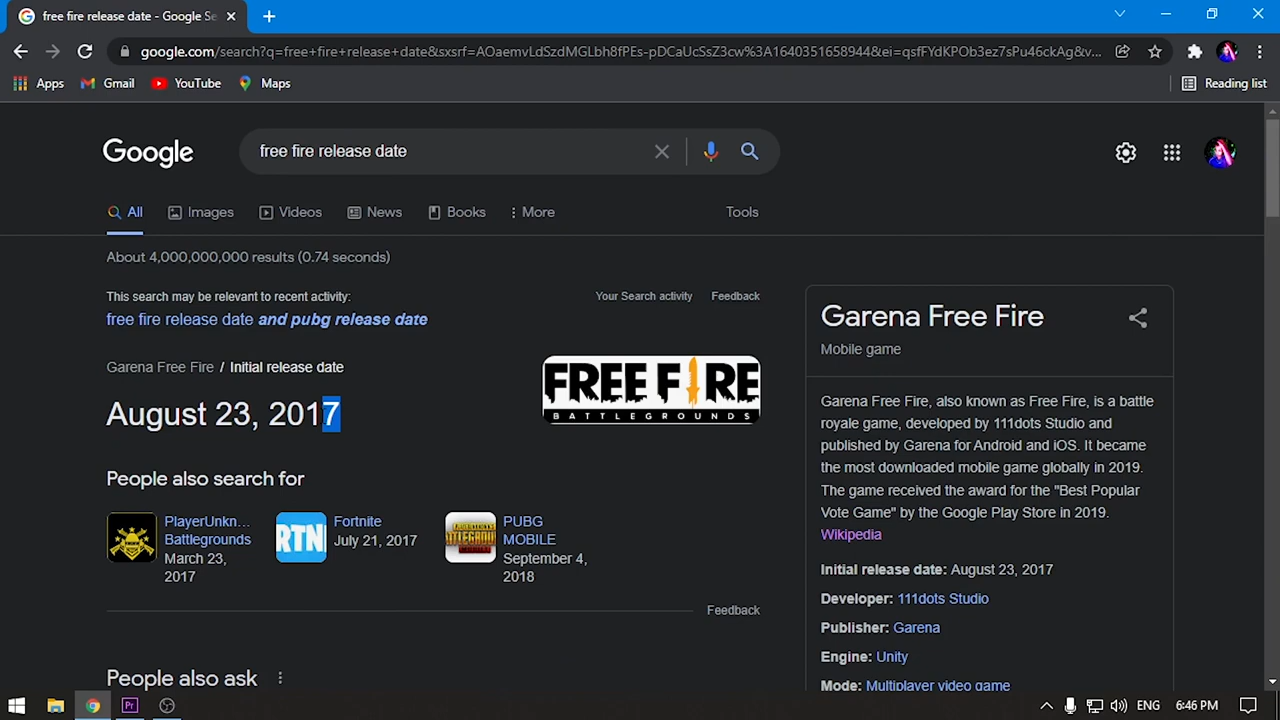 free fire release date - Google Se
google.com/search?q=free+fire+release+date&sxsrf=AOaemvLdSzdMGLbh8fPEs-pDCaUcSsZ3cw%3A1640351658944&ei=qsfFYdKPOb3ez7sPu46ckAg&v...
Apps Gmail YouTube Maps Reading list
Google free fire release date
All Images Videos News Books More Tools
About 4,000,000,000 results (0.74 seconds)
This search may be relevant to recent activity: Your Search activity Feedback
free fire release date and pubg release date
Garena Free Fire / Initial release date
August 23, 2017
FREE FIRE
BATTLEGROUNDS
People also search for
PlayerUnkn...
Battlegrounds
March 23,
2017
RTN
Fortnite
July 21, 2017
BATTLEGROUNDS
PUBG
MOBILE
September 4,
2018
Feedback
People also ask
Garena Free Fire
Mobile game
Garena Free Fire, also known as Free Fire, is a battle
royale game, developed by 111dots Studio and
published by Garena for Android and iOS. It became
the most downloaded mobile game globally in 2019.
The game received the award for the "Best Popular
Vote Game" by the Google Play Store in 2019.
Wikipedia
Initial release date: August 23, 2017
Developer: 111dots Studio
Publisher: Garena
Engine: Unity
Mode: Multiplayer video game
Pr
ENG 6:46 PM